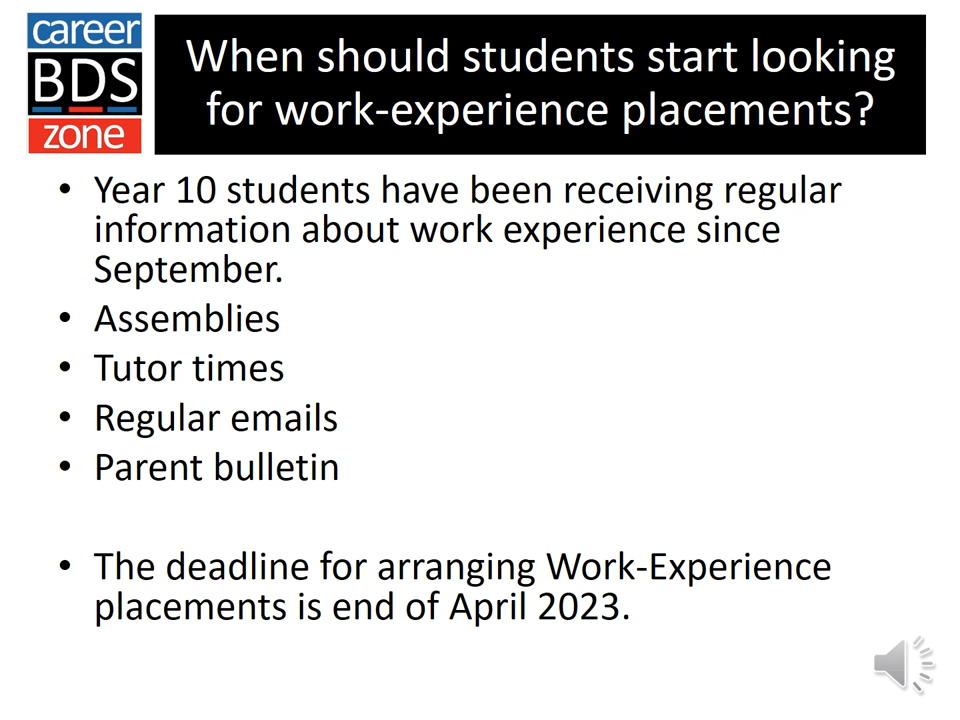 career
BDS
zone
When should students start looking
for work-experience placements?
• Year 10 students have been receiving regular
information about work experience since
September.
• Assemblies
• Tutor times
• Regular emails
• Parent bulletin
• The deadline for arranging Work-Experience
placements is end of April 2023.